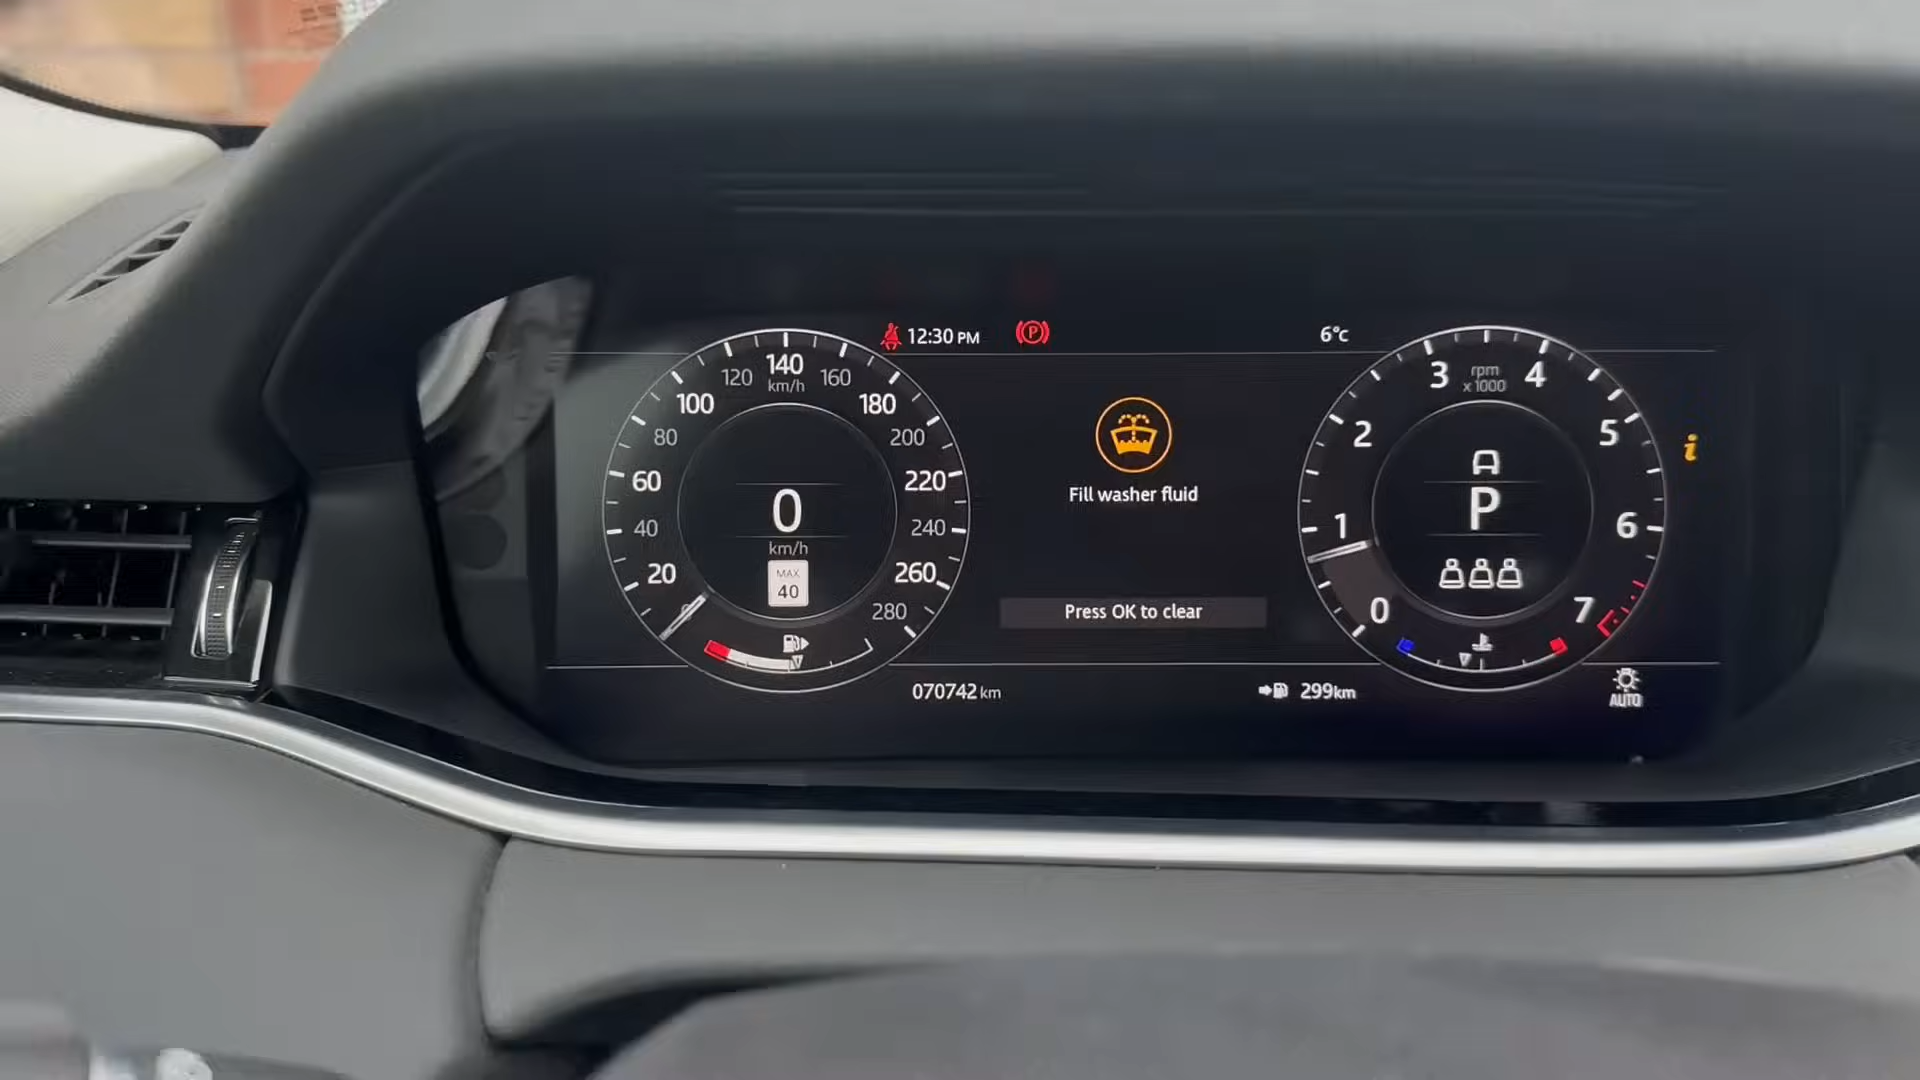 12:30 PM
P
6°c
140
km/h
120
160
100
180
80
200
60
220
40
240
20
260
280
0
km/h
MAX
40
Fill washer fluid
Press OK to clear
3
rpm
x 1000
4
2
5
1
6
0
7
P
i
070742 km
299km
AUTO